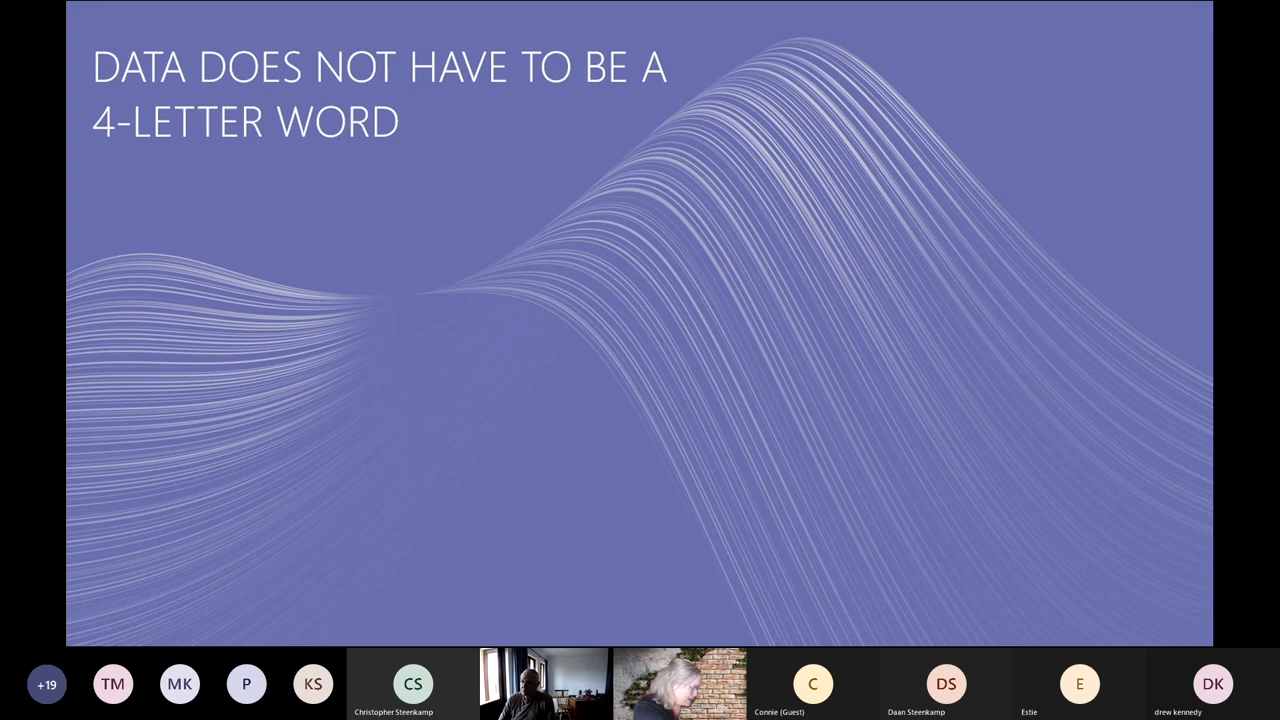 DATA DOES NOT HAVE TO BE A
4-LETTER WORD
+19
TM
MK
P
KS
CS
Christopher Steenkamp
C
Connie (Guest)
DS
Daan Steenkamp
E
Estie
DK
drew kennedy